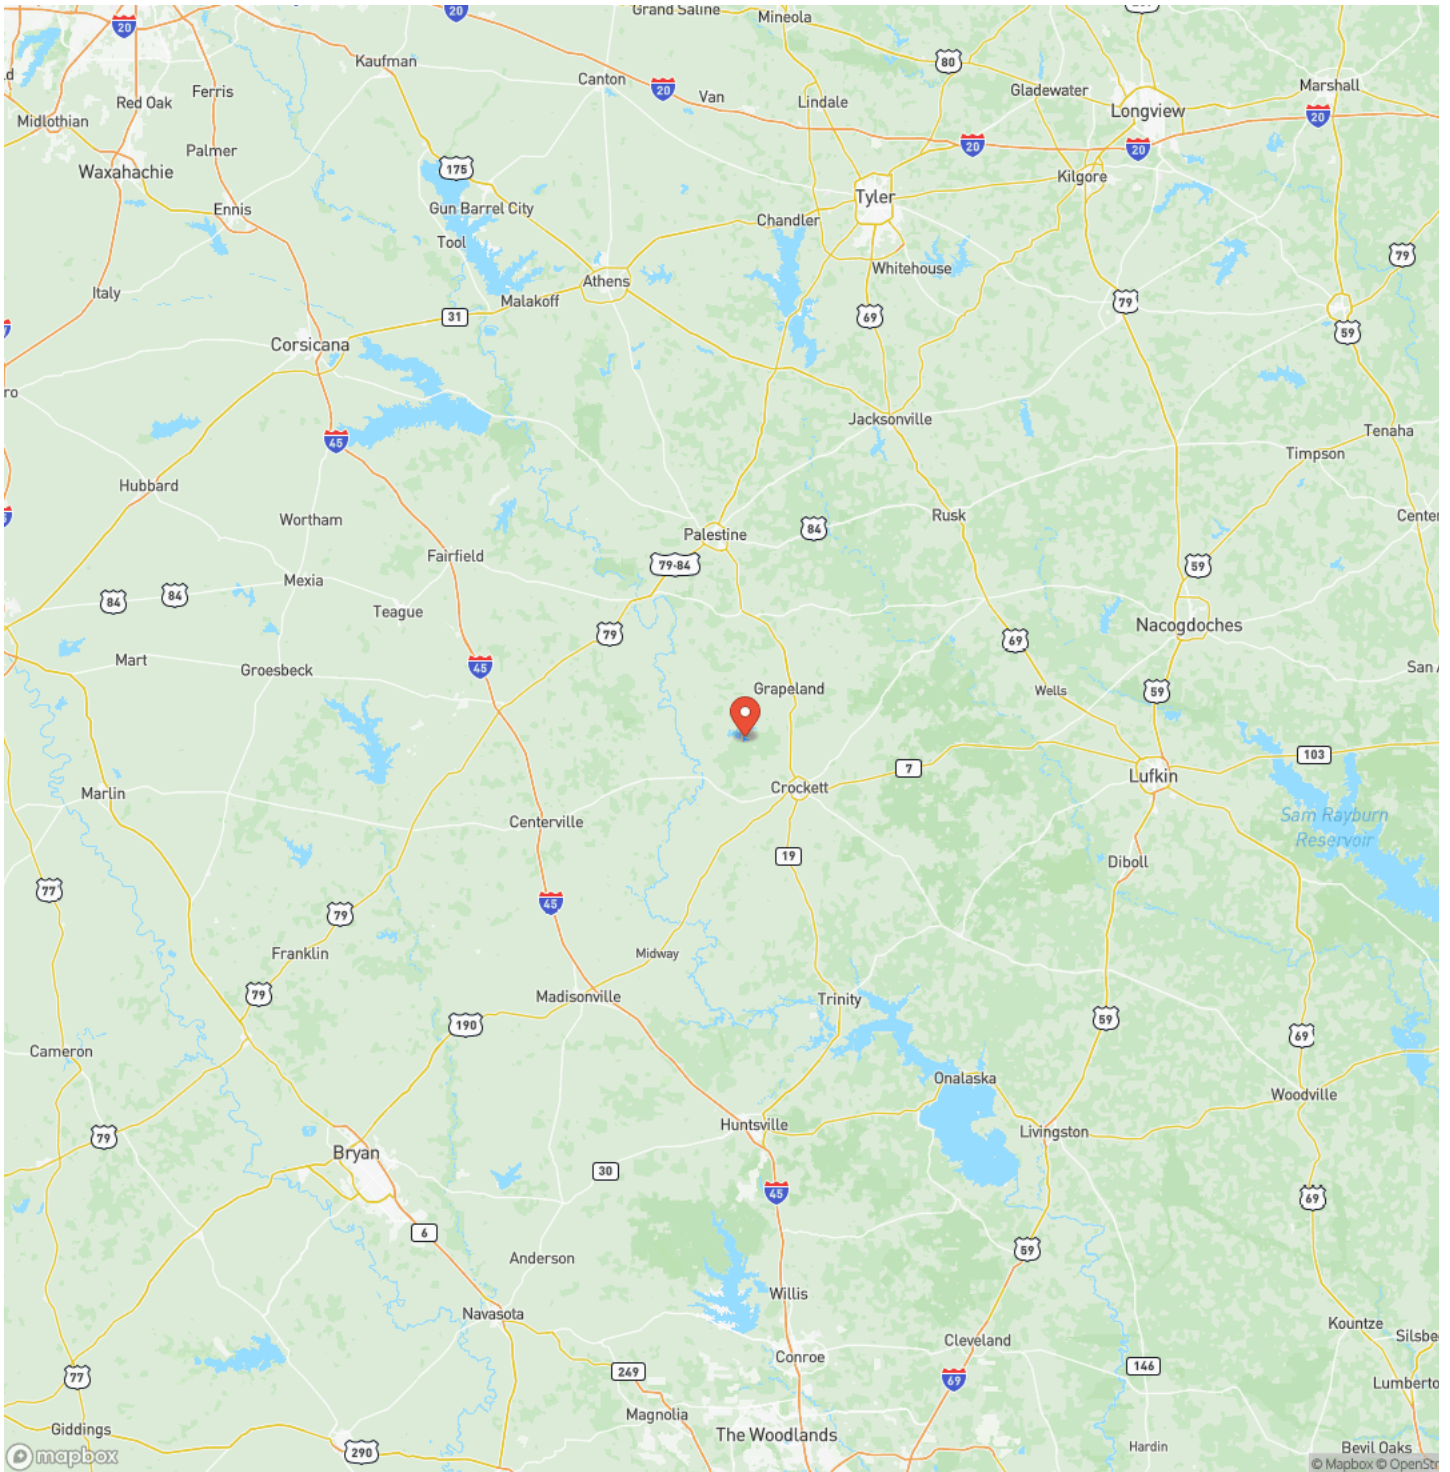 20
20
Grand Saline
Mineola
Kaufman
Canton
80
Ferris
20
Van
Lindale
Gladewater
Marshall
Red Oak
Longview
20
Midlothian
20
20
Palmer
175
Waxahachie
Kilgore
Tyler
Ennis
Gun Barrel City
Chandler
Tool
79
Whitehouse
Athens
Italy
Malakoff
79
31
69
59
Corsicana
Jacksonville
45
Tenaha
Timpson
Hubbard
Wortham
Rusk
Center
84
Palestine
Fairfield
79-84
59
Mexia
84
84
Teague
Nacogdoches
79
69
Mart
Groesbeck
45
San A
Grapeland
Wells
59
103
7
Lufkin
Crockett
Marlin
Sam Rayburn
Reservoir
Centerville
19
Diboll
77
45
79
Franklin
Midway
79
Madisonville
Trinity
59
190
69
Cameron
Onalaska
Woodville
Huntsville
Livingston
79
Bryan
30
45
69
6
59
Anderson
Willis
Navasota
Kountze
Silsbe
Cleveland
Conroe
146
249
69
77
Lumberto
Magnolia
Giddings
The Woodlands
Hardin
Bevil Oaks
290
mapbox
© Mapbox © OpenStr